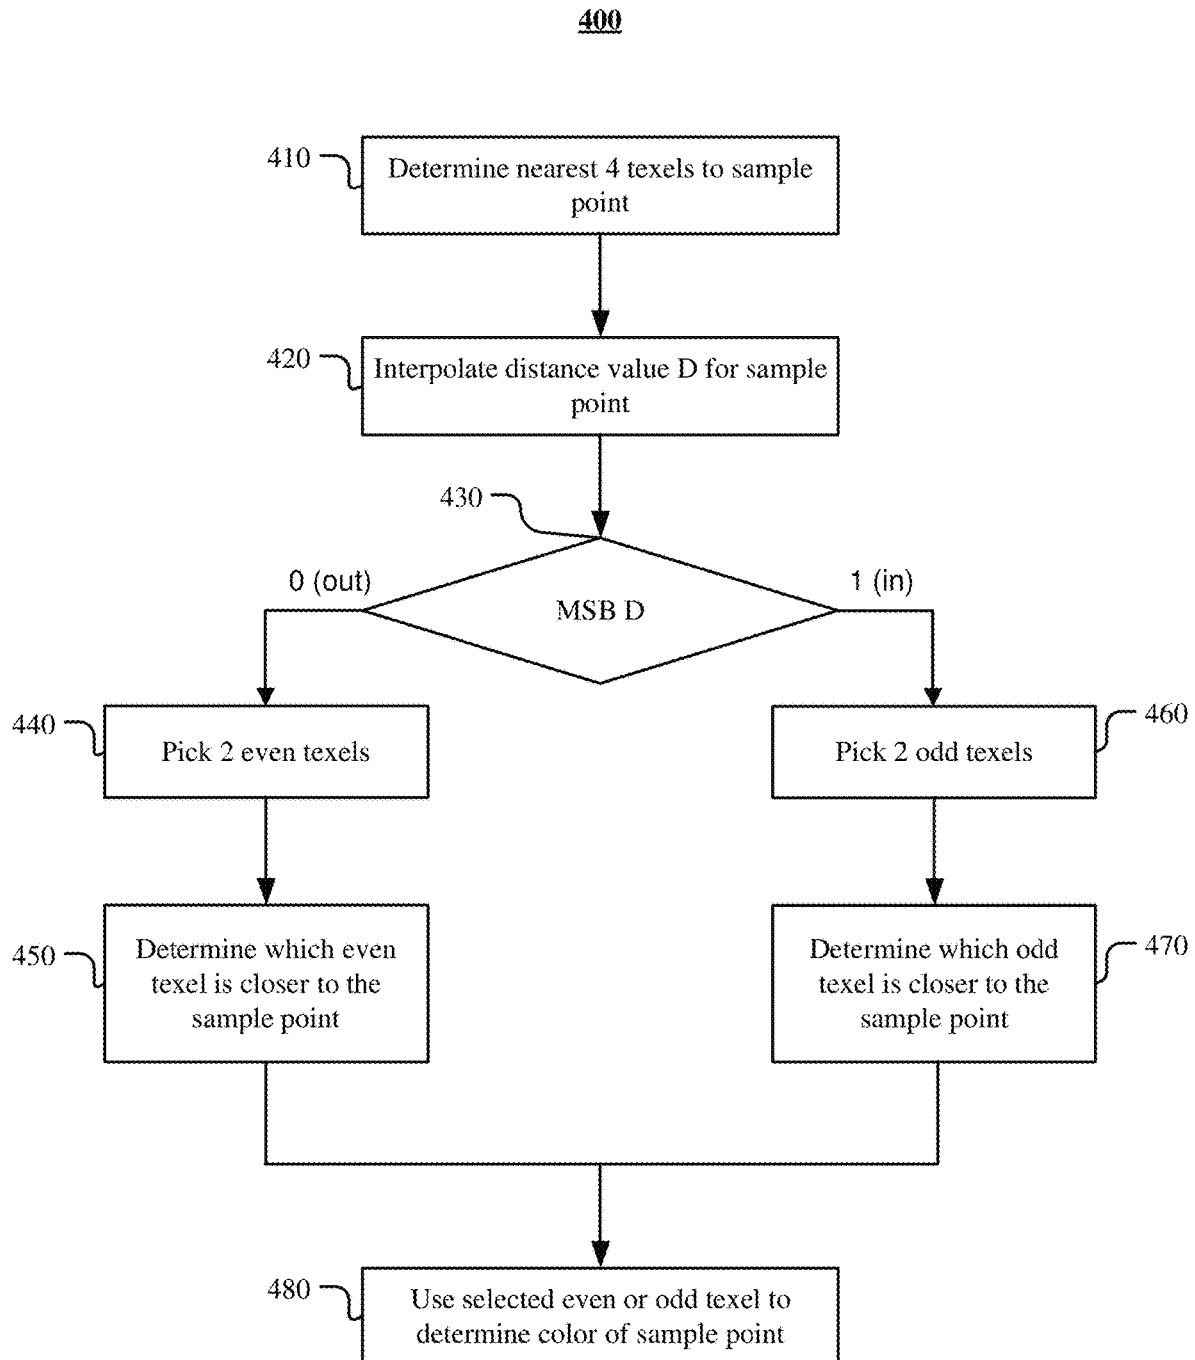 400
410
Determine nearest 4 texels to sample
point
420
Interpolate distance value D for sample
point
430
0 (out)
1 (in)
MSB D
440
Pick 2 even texels
460
Pick 2 odd texels
450
Determine which even
texel is closer to the
sample point
470
Determine which odd
texel is closer to the
sample point
480
Use selected even or odd texel to
determine color of sample point